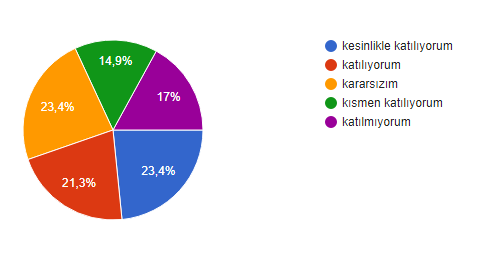 kesinlikle katılıyorum
katılıyorum
kararsızım
kısmen katılıyorum
katılmıyorum
14,9%
17%
23,4%
23,4%
21,3%